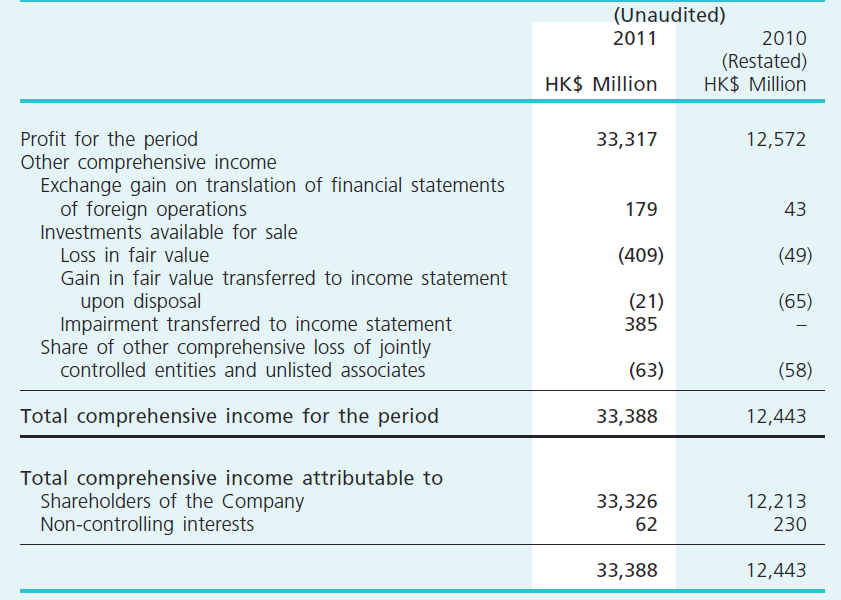 (Unaudited)
2011 2010
(Restated)
HK$ Million HK$ Million
Profit for the period 33,317 12,572
Other comprehensive income
Exchange gain on translation of financial statements
of foreign operations 179 43
Investments available for sale
Loss in fair value (409) (49)
Gain in fair value transferred to income statement
upon disposal (21) (65)
Impairment transferred to income statement 385 –
Share of other comprehensive loss of jointly
controlled entities and unlisted associates (63) (58)
Total comprehensive income for the period 33,388 12,443
Total comprehensive income attributable to
Shareholders of the Company 33,326 12,213
Non-controlling interests 62 230
33,388 12,443